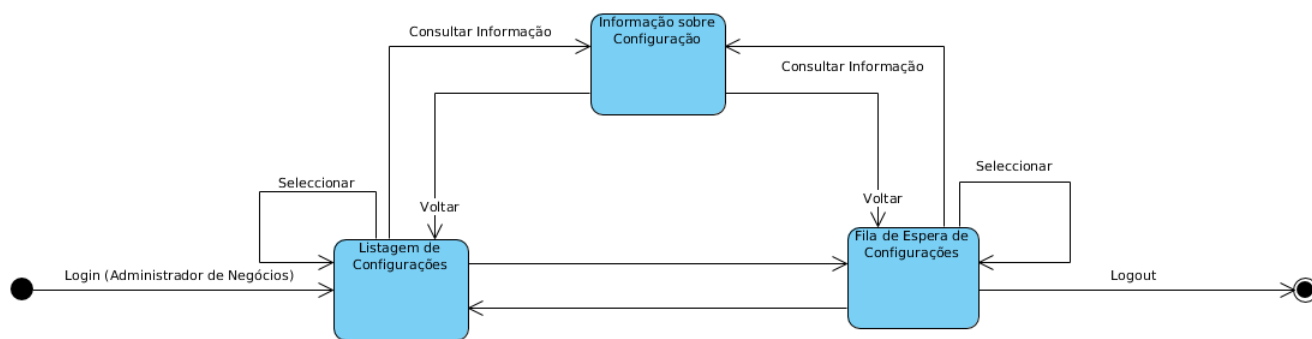 Informação sobre
Configuração
Consultar Informação
Consultar Informação
Seleccionar
Seleccionar
Voltar
Voltar
Listagem de
Configurações
Fila de Espera de
Configurações
Login (Administrador de Negócios)
Logout